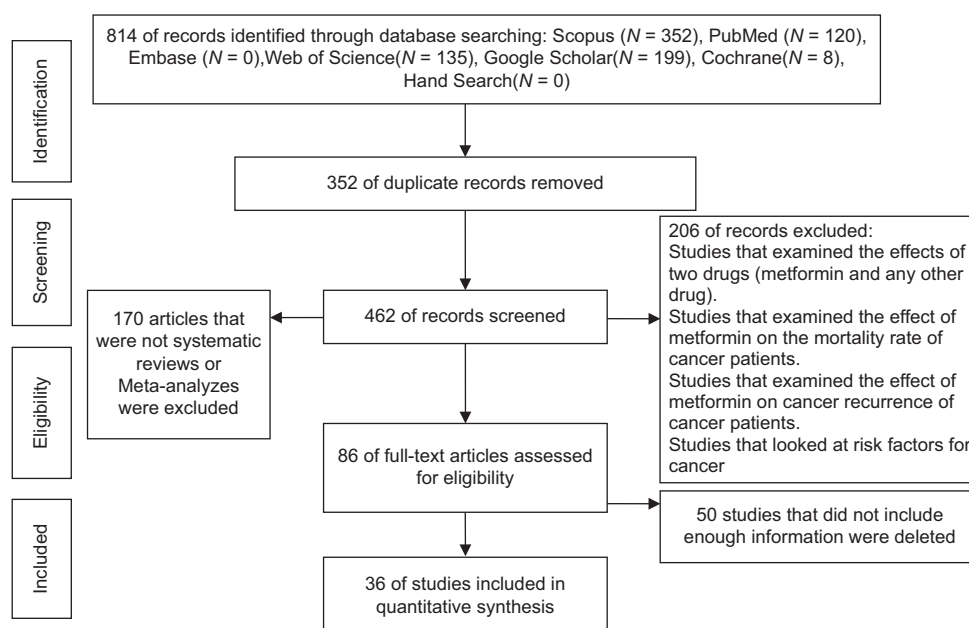 814 of records identified through database searching: Scopus (N = 352), PubMed (N = 120),
Embase (N = 0),Web of Science(N = 135), Google Scholar(N = 199), Cochrane(N = 8),
Hand Search(N = 0)
Identification
352 of duplicate records removed
Screening
206 of records excluded:
Studies that examined the effects of
two drugs (metformin and any other
drug).
Studies that examined the effect of
metformin on the mortality rate of
cancer patients.
Studies that examined the effect of
metformin on cancer recurrence of
cancer patients.
Studies that looked at risk factors for
cancer
462 of records screened
170 articles that
were not systematic
reviews or
Meta-analyzes
were excluded
Eligibility
86 of full-text articles assessed
for eligibility
50 studies that did not include
enough information were deleted
Included
36 of studies included in
quantitative synthesis